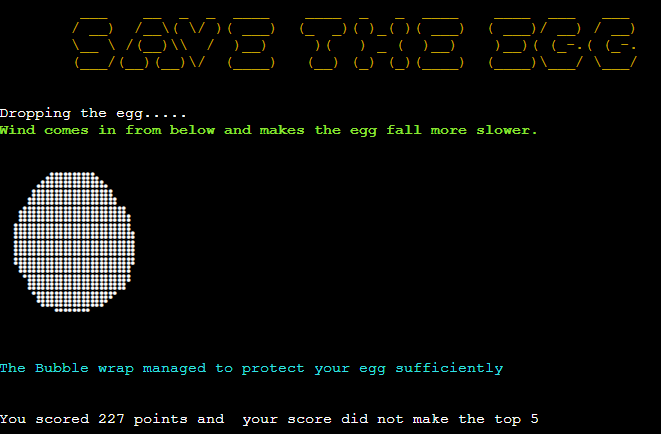 SAVE THE EGG
Dropping the egg.....
Wind comes in from below and makes the egg fall more slower.
The Bubble wrap managed to protect your egg sufficiently
You scored 227 points and  your score did not make the top 5